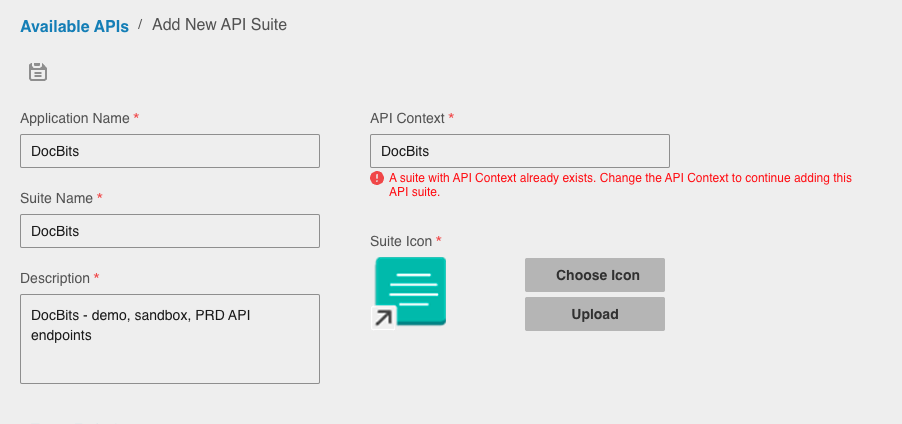 Available APIs / Add New API Suite
Application Name *
DocBits
API Context *
DocBits
A suite with API Context already exists. Change the API Context to continue adding this
API suite.
Suite Name *
DocBits
Suite Icon *
Choose Icon
Upload
Description *
DocBits - demo, sandbox, PRD API
endpoints